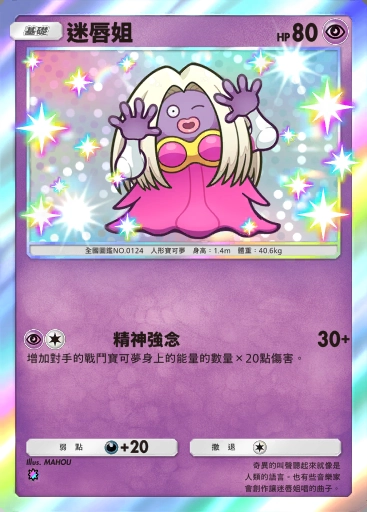 基礎 迷唇姐 HP 80
全國圖鑑NO.0124 人形寶可夢 身高：1.4m 體重：40.6kg
精神強念 30+
增加對手的戰鬥寶可夢身上的能量的數量×20點傷害。
弱點 +20 撤退
Illus. MAHOU
奇異的叫聲聽起來就像是
人類的語言。也有些音樂家
會創作讓迷唇姐唱的曲子。